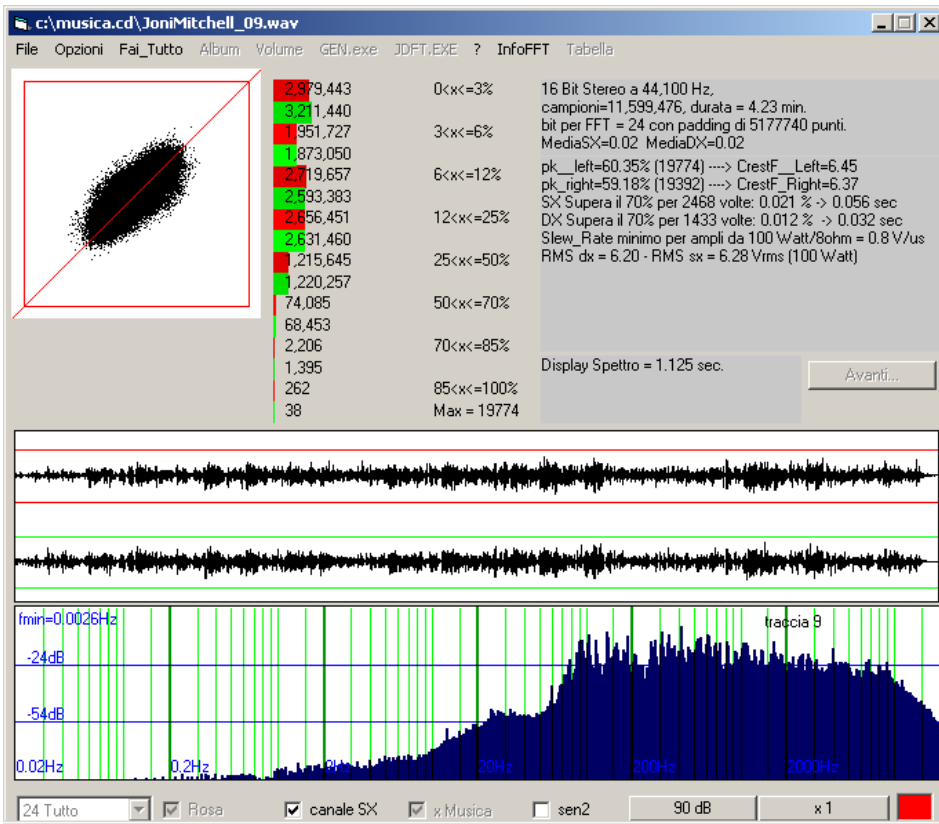 c:\musica.cd\JoniMitchell_09.wav
File Opzioni Fai_Tutto Album Volume GEN.exe JDFT.EXE ? InfoFFT Tabella
2,979,443 0<x<=3%
3,211,440
1,951,727 3<x<=6%
1,873,050
2,719,657 6<x<=12%
2,593,383
2,656,451 12<x<=25%
2,631,460
1,215,645 25<x<=50%
1,220,257
74,085 50<x<=70%
68,453
2,206 70<x<=85%
1,395
262 85<x<=100%
38 Max = 19774
16 Bit Stereo a 44,100 Hz,
campioni=11,599,476, durata = 4.23 min.
bit per FFT = 24 con padding di 5177740 punti.
MediaSX=0.02 MediaDX=0.02
pk__left=60.35% (19774) ----> CrestF__Left=6.45
pk_right=59.18% (19392) ----> CrestF_Right=6.37
SX Supera il 70% per 2468 volte: 0.021 % -> 0.056 sec
DX Supera il 70% per 1433 volte: 0.012 % -> 0.032 sec
Slew_Rate minimo per ampli da 100 Watt/8ohm = 0.8 V/us
RMS dx = 6.20 - RMS sx = 6.28 Vrms (100 Watt)
Display Spettro = 1.125 sec.
Avanti...
fmin=0.0026Hz traccia 9
-24dB
-54dB
0.02Hz 0,2Hz 2Hz 20Hz 200Hz 2000Hz
24 Tutto Rosa canale SX x Musica sen2 90 dB x 1